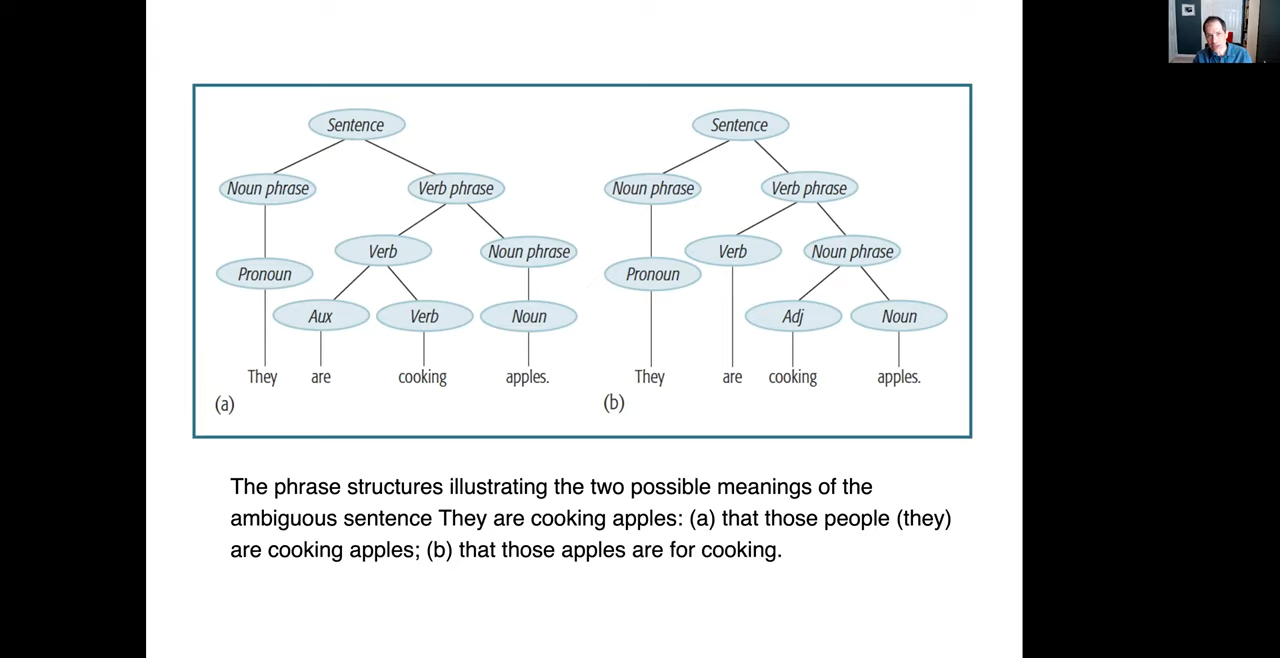 Sentence Sentence
Noun phrase Verb phrase Noun phrase Verb phrase
Verb Noun phrase Verb Noun phrase
Pronoun Pronoun
Aux Verb Noun Adj Noun
They are cooking apples. They are cooking apples.
(a) (b)
The phrase structures illustrating the two possible meanings of the
ambiguous sentence They are cooking apples: (a) that those people (they)
are cooking apples; (b) that those apples are for cooking.